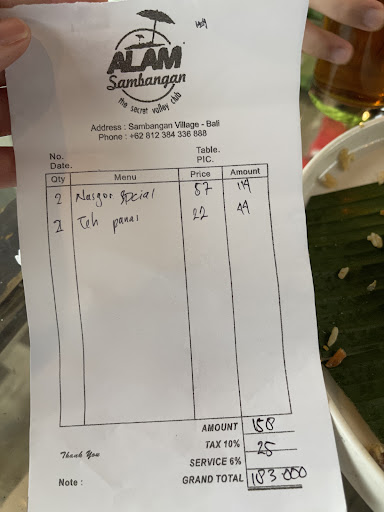 ALAM
Sambangan
the secret valley club
Address : Sambangan Village - Bali
Phone : +62 812 384 336 888
No. Table.
Date. PIC.
Qty Menu Price Amount
2 Nasgor Special 57 114
2 Teh panas 22 44
AMOUNT 158
TAX 10% 25
Thank You
SERVICE 6%
Note : GRAND TOTAL 183 000